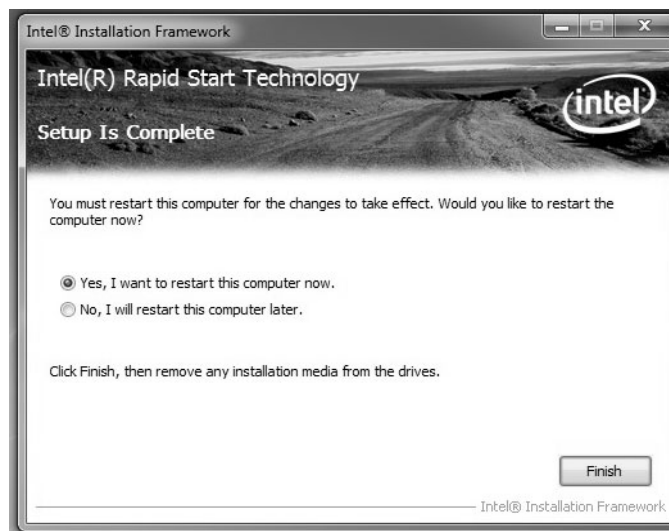 Intel® Installation Framework
Intel(R) Rapid Start Technology
intel
Setup Is Complete
You must restart this computer for the changes to take effect. Would you like to restart the
computer now?
Yes, I want to restart this computer now.
No, I will restart this computer later.
Click Finish, then remove any installation media from the drives.
Finish
Intel® Installation Framework